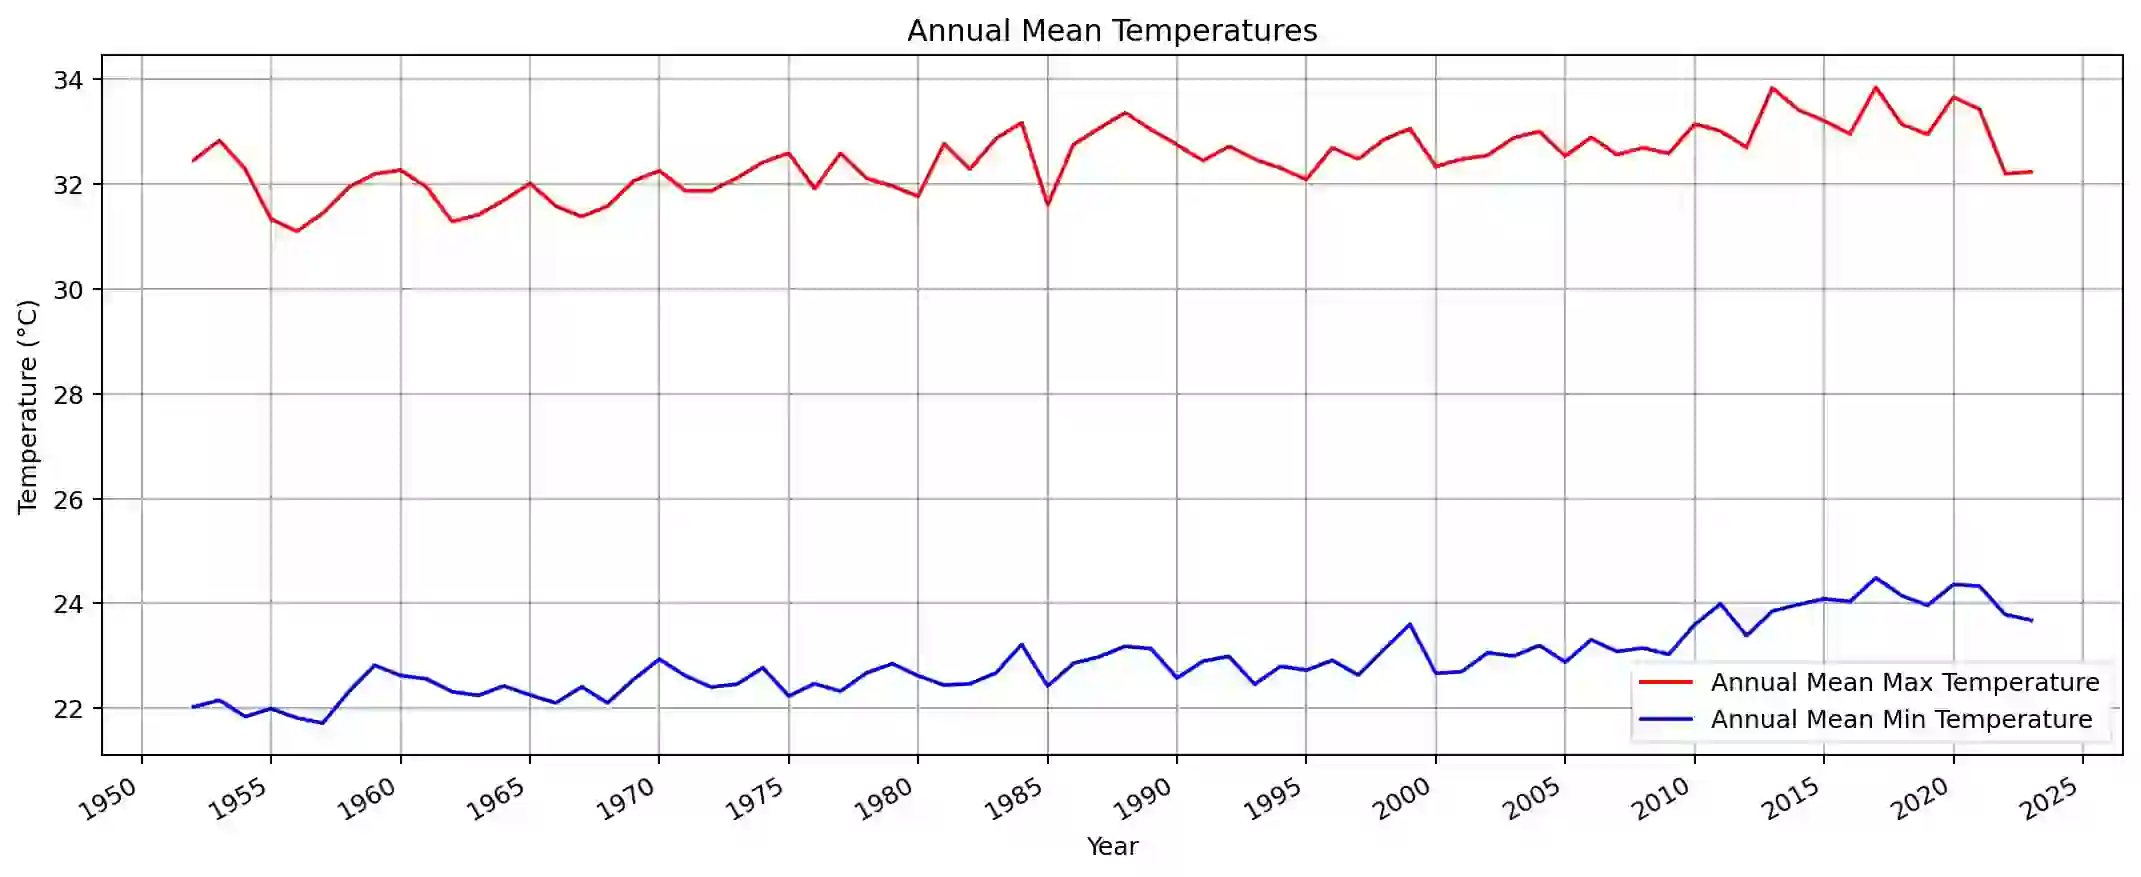 Annual Mean Temperatures
Temperature (°C)
34
32
30
28
26
24
22
1950 1955 1960 1965 1970 1975 1980 1985 1990 1995 2000 2005 2010 2015 2020 2025
Year
Annual Mean Max Temperature
Annual Mean Min Temperature